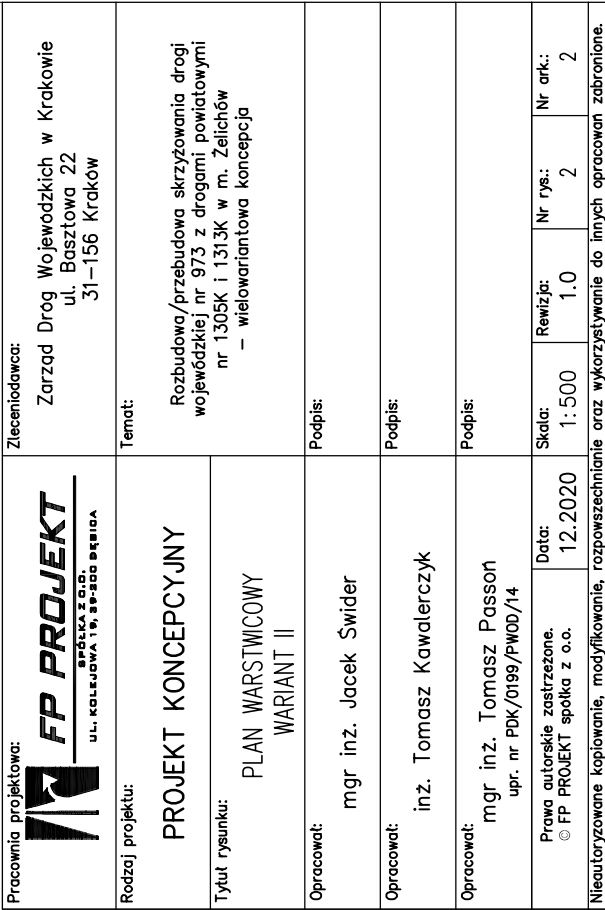 Pracownia projektowa:
FP PROJEKT
SPÓŁKA Z O.O.
UL. KOLEJOWA 19, 39-200 DĘBICA
Zleceniodawca:
Zarząd Dróg Wojewódzkich w Krakowie
ul. Basztowa 22
31-156 Kraków
Rodzaj projektu:
PROJEKT KONCEPCYJNY
Temat:
Rozbudowa/przebudowa skrzyżowania drogi
wojewódzkiej nr 973 z drogami powiatowymi
nr 1305K i 1313K w m. Żelichów
- wielowariantowa koncepcja
Tytuł rysunku:
PLAN WARSTWICOWY
WARIANT II
Opracował:
mgr inż. Jacek Świder
Podpis:
Opracował:
inż. Tomasz Kawalerczyk
Podpis:
Opracował:
mgr inż. Tomasz Passoń
upr. nr PDK/0199/PWOD/14
Podpis:
Prawa autorskie zastrzeżone.
© FP PROJEKT spółka z o.o.
Data:
12.2020
Skala:
1:500
Rewizja:
1.0
Nr rys.:
2
Nr ark.:
2
Nieautoryzowane kopiowanie, modyfikowanie, rozpowszechnianie oraz wykorzystywanie do innych opracowań zabronione.